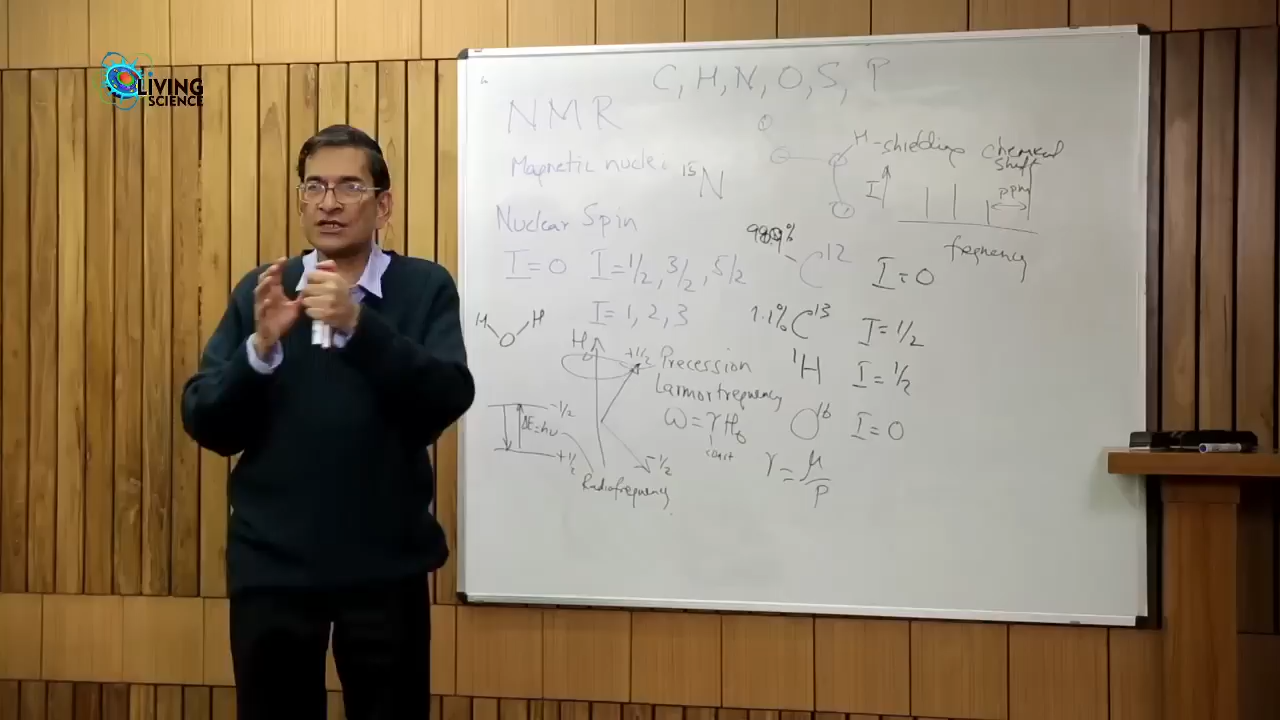 LIVING
SCIENCE
C, H, N, O, S, P
NMR
Magnetic nuclei ¹⁵N
H-shielding
chemical
shift
I
ppm
frequency
Nuclear Spin
I=0 I=1/2, 3/2, 5/2
I=1, 2, 3
C¹² I=0
1.1% C¹³ I=1/2
¹H I=1/2
O¹⁶ I=0
H H
O
H₀
+1/2
Precession
Larmor frequency
ω=γH₀
const
-1/2
ΔE=hν
+1/2
-1/2
Radiofrequency
γ=μ/P